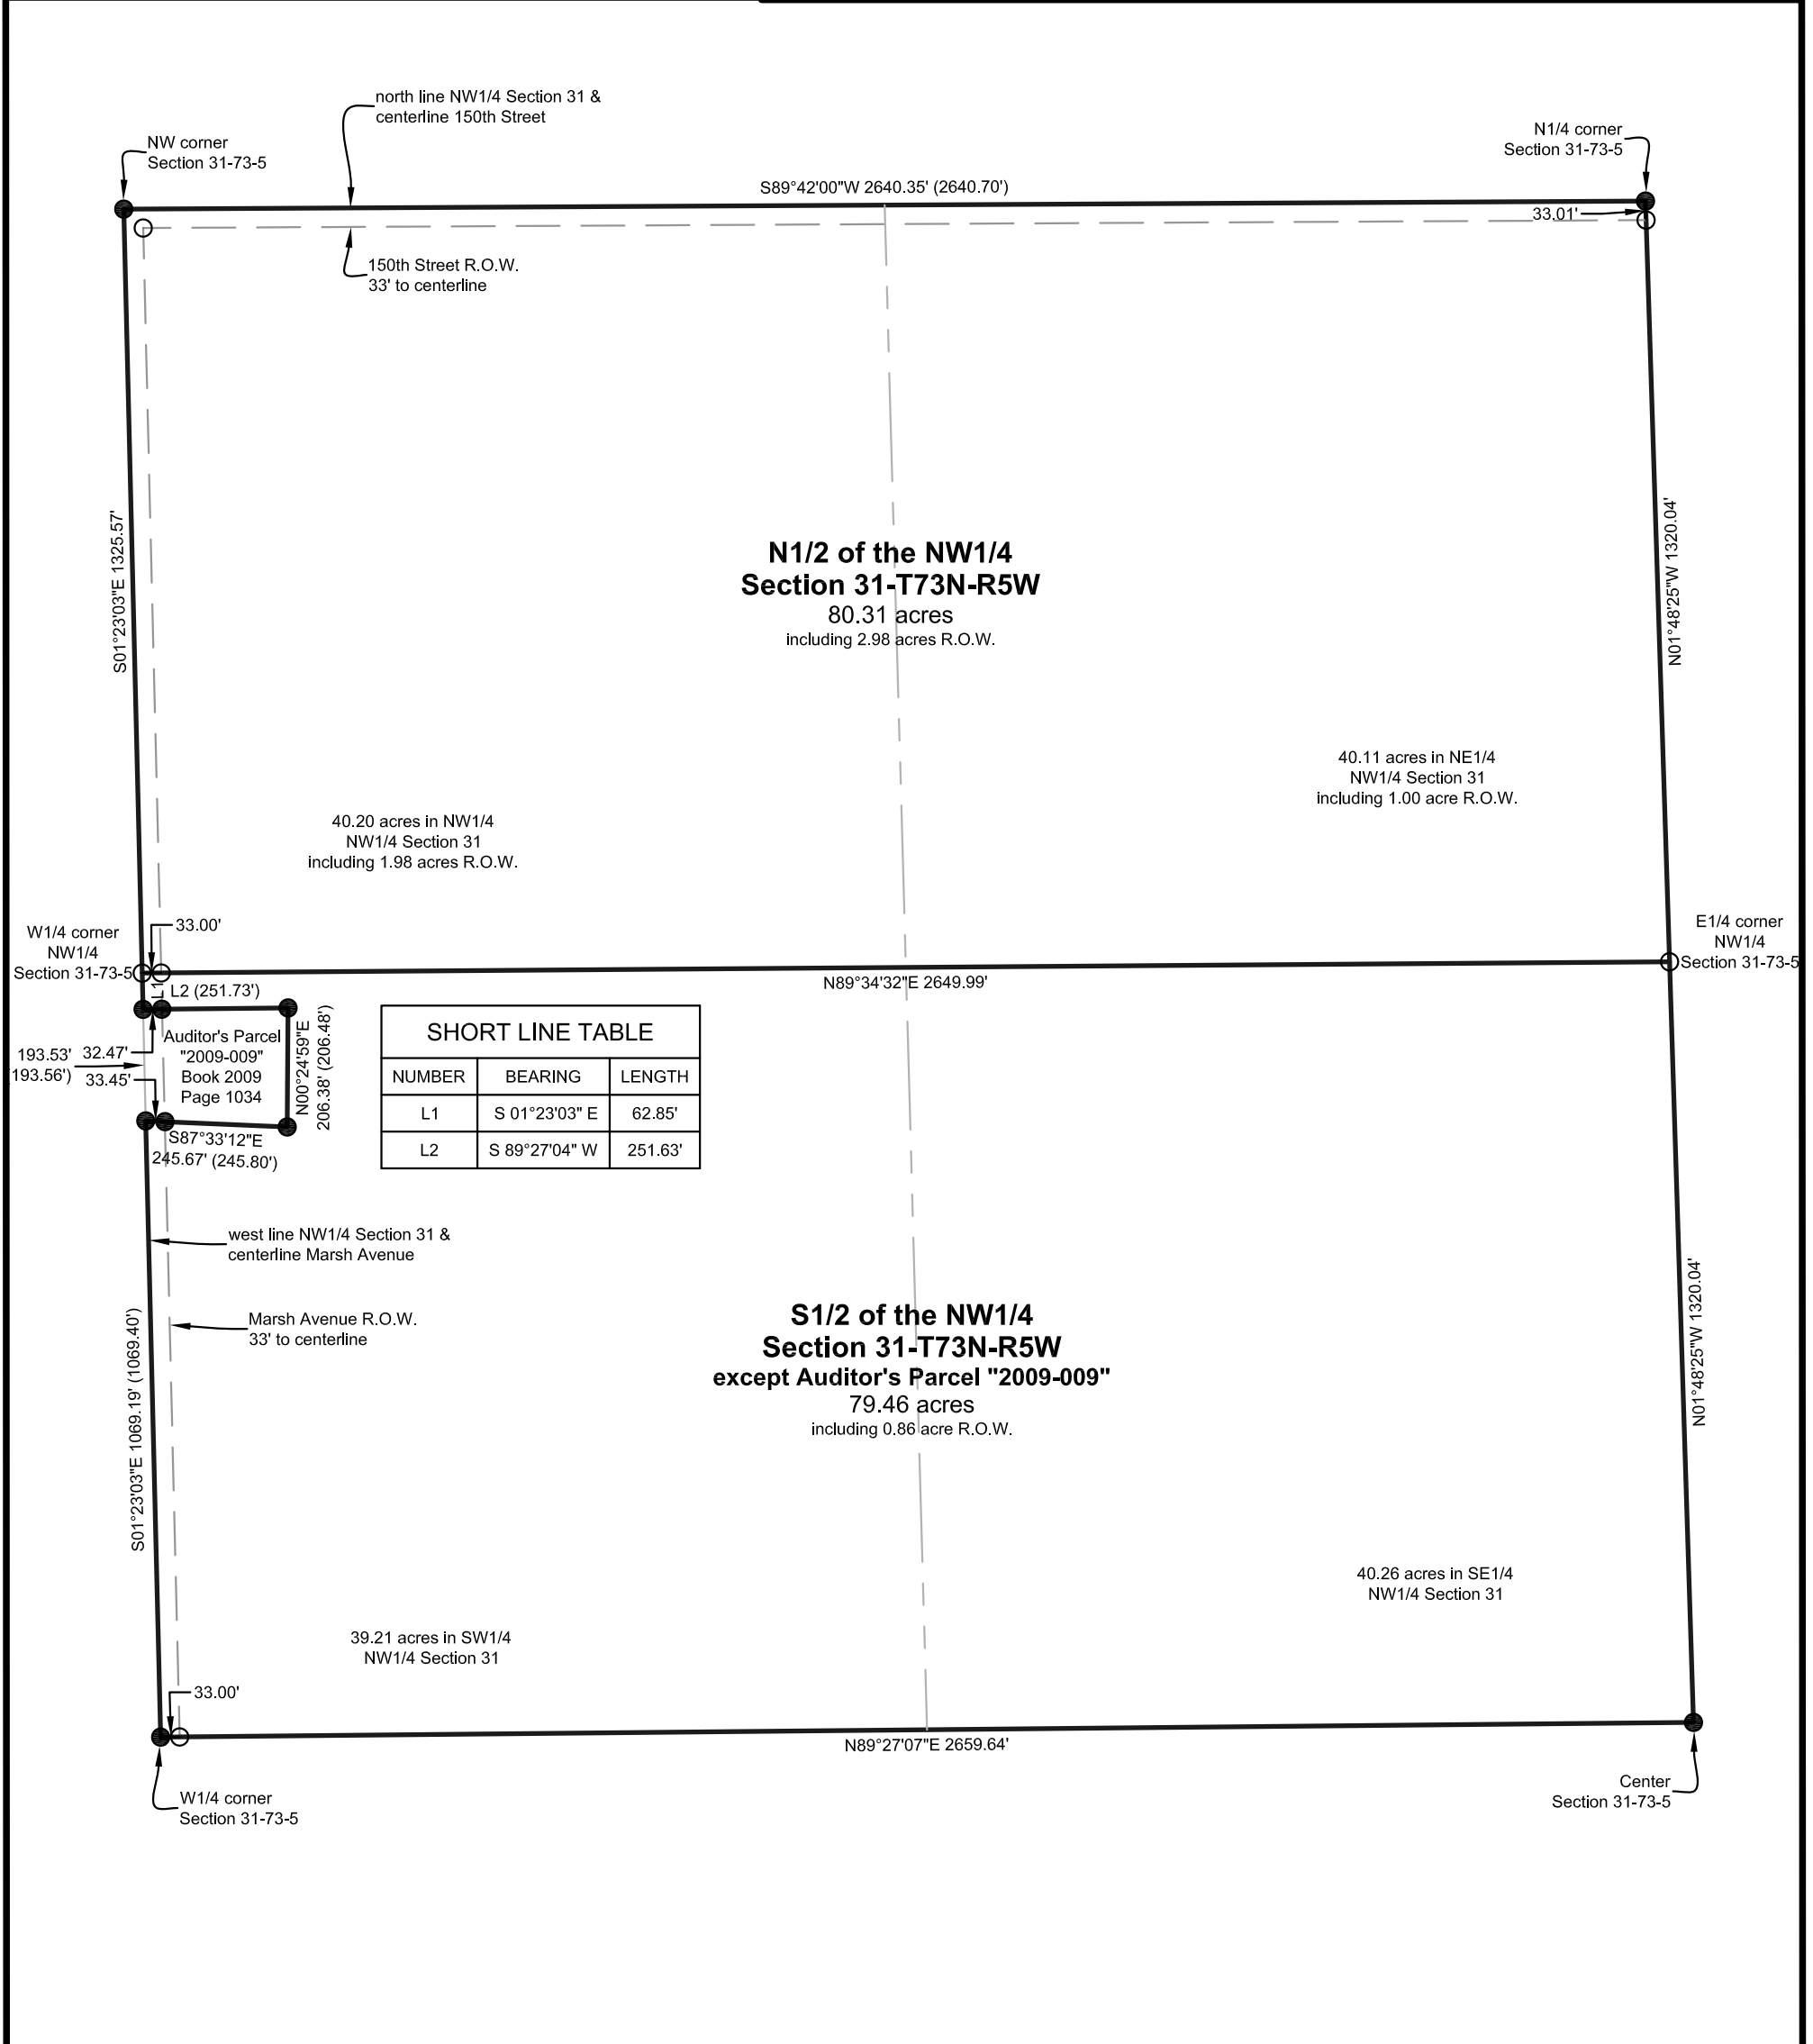 north line NW1/4 Section 31 &
centerline 150th Street
NW corner
Section 31-73-5
N1/4 corner
Section 31-73-5
S89°42'00"W 2640.35' (2640.70')
33.01'
150th Street R.O.W.
33' to centerline
S01°23'03"E 1325.57'
N01°48'25"W 1320.04'
N1/2 of the NW1/4
Section 31-T73N-R5W
80.31 acres
including 2.98 acres R.O.W.
40.11 acres in NE1/4
NW1/4 Section 31
including 1.00 acre R.O.W.
40.20 acres in NW1/4
NW1/4 Section 31
including 1.98 acres R.O.W.
W1/4 corner
NW1/4
Section 31-73-5
33.00'
E1/4 corner
NW1/4
Section 31-73-5
N89°34'32"E 2649.99'
L1
L2 (251.73')
193.53'
(193.56')
32.47'
33.45'
Auditor's Parcel
"2009-009"
Book 2009
Page 1034
N00°24'59"E
206.38' (206.48')
S87°33'12"E
245.67' (245.80')
SHORT LINE TABLE
NUMBER BEARING LENGTH
L1 S 01°23'03" E 62.85'
L2 S 89°27'04" W 251.63'
west line NW1/4 Section 31 &
centerline Marsh Avenue
Marsh Avenue R.O.W.
33' to centerline
S01°23'03"E 1069.19' (1069.40')
N01°48'25"W 1320.04'
S1/2 of the NW1/4
Section 31-T73N-R5W
except Auditor's Parcel "2009-009"
79.46 acres
including 0.86 acre R.O.W.
40.26 acres in SE1/4
NW1/4 Section 31
39.21 acres in SW1/4
NW1/4 Section 31
33.00'
N89°27'07"E 2659.64'
W1/4 corner
Section 31-73-5
Center
Section 31-73-5